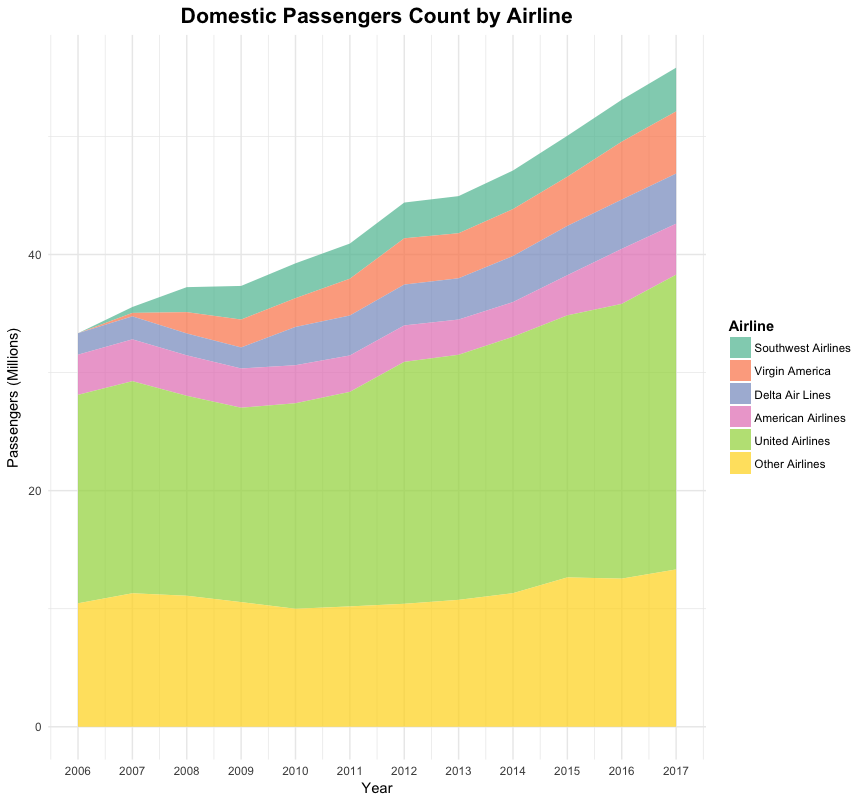 Domestic Passengers Count by Airline
Passengers (Millions)
40
20
0
2006 2007 2008 2009 2010 2011 2012 2013 2014 2015 2016 2017
Year
Airline
Southwest Airlines
Virgin America
Delta Air Lines
American Airlines
United Airlines
Other Airlines